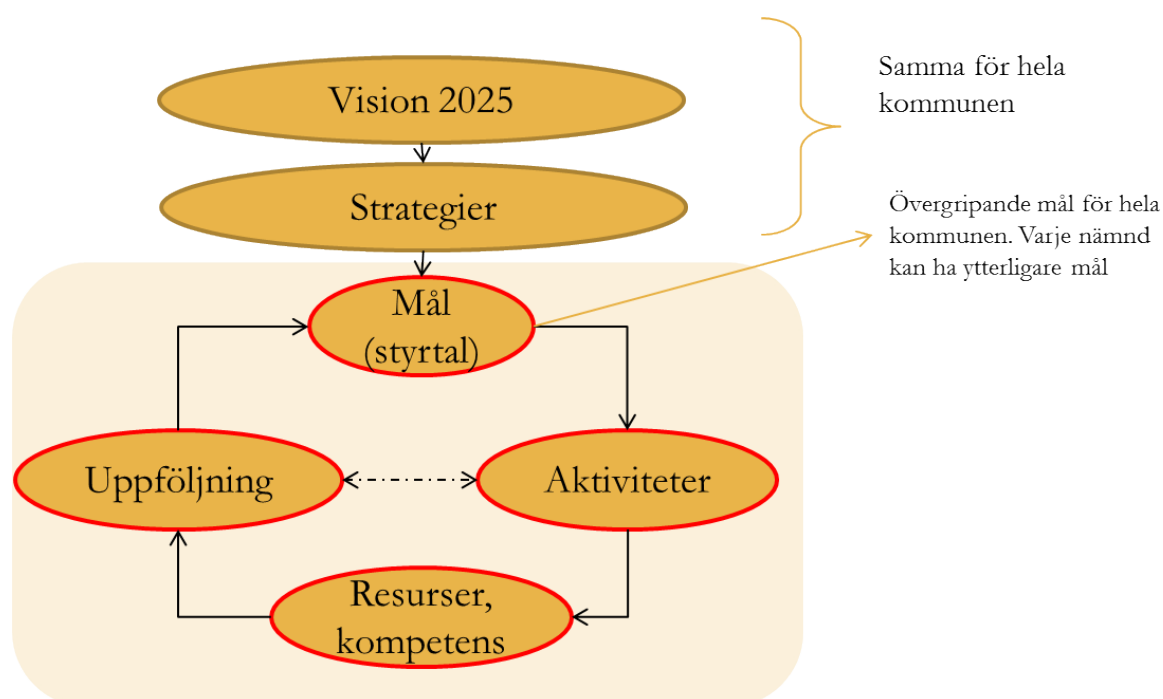 Vision 2025
Samma för hela
kommunen
Strategier
Övergripande mål för hela
kommunen. Varje nämnd
kan ha ytterligare mål
Mål
(styrtal)
Uppföljning
Aktiviteter
Resurser,
kompetens